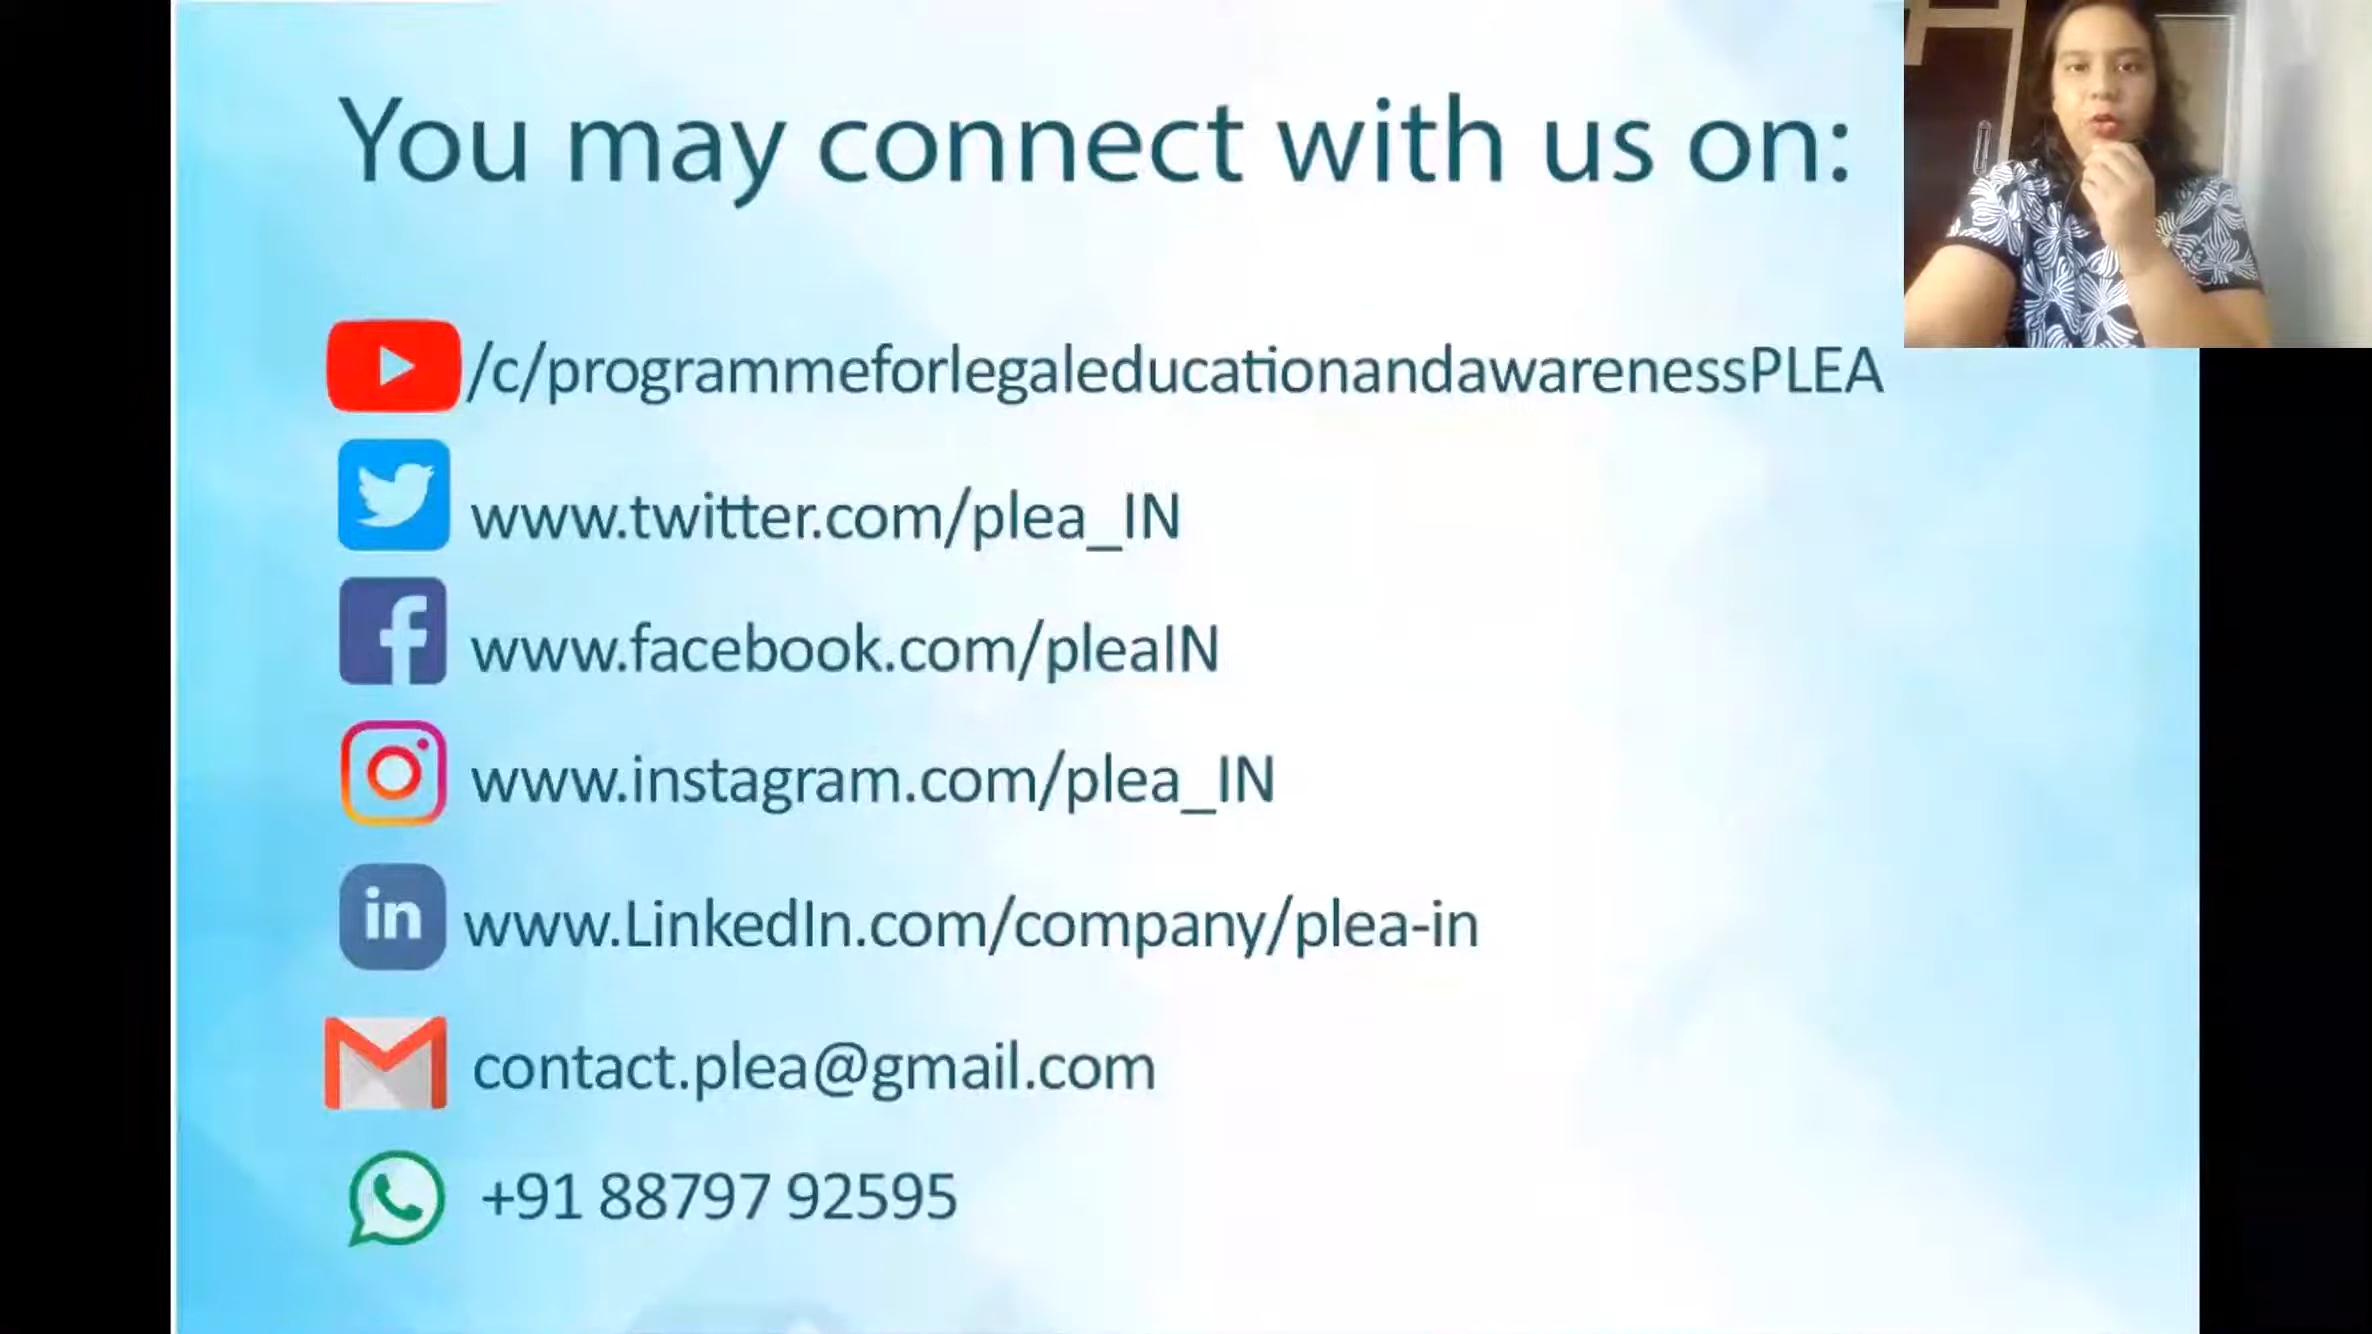 You may connect with us on:
/c/programmeforlegaleducationandawarenessPLEA
www.twitter.com/plea_IN
www.facebook.com/pleaIN
www.instagram.com/plea_IN
in www.LinkedIn.com/company/plea-in
contact.plea@gmail.com
+91 88797 92595